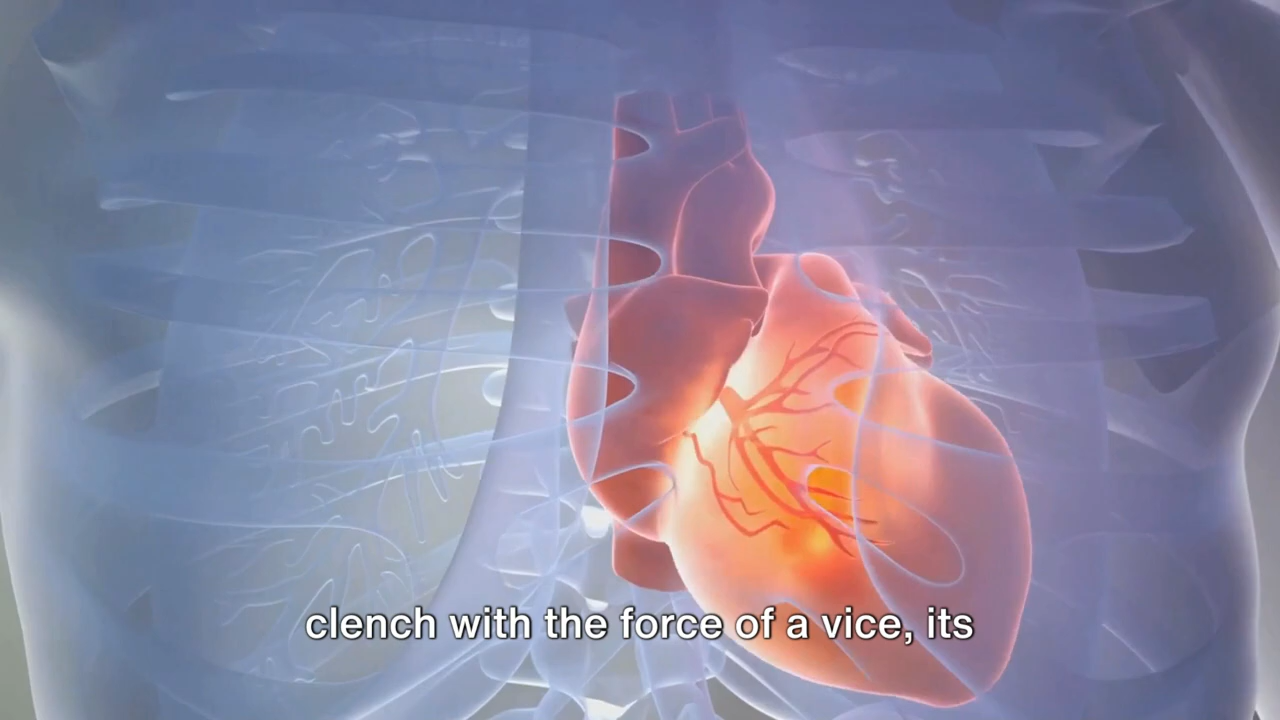 clench with the force of a vice, its